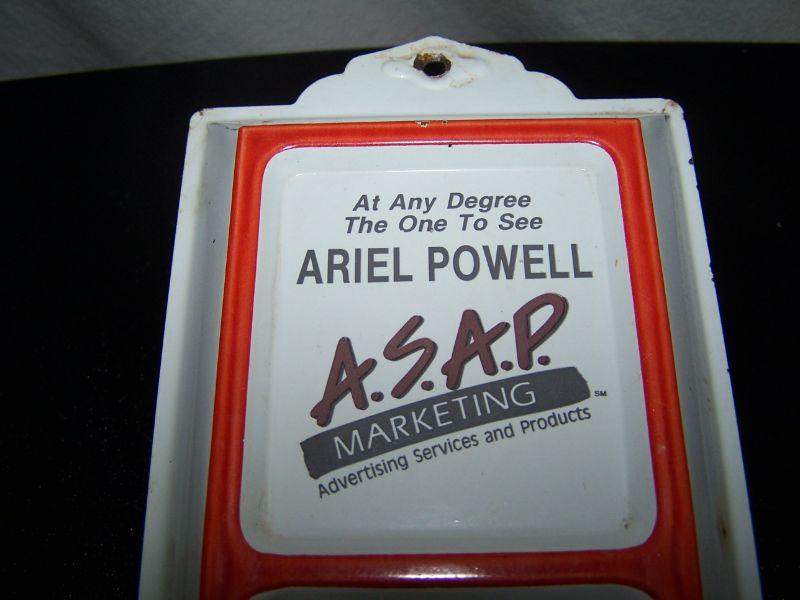 At Any Degree
The One To See
ARIEL POWELL
A.S.A.P.
MARKETING SM
Advertising Services and Products